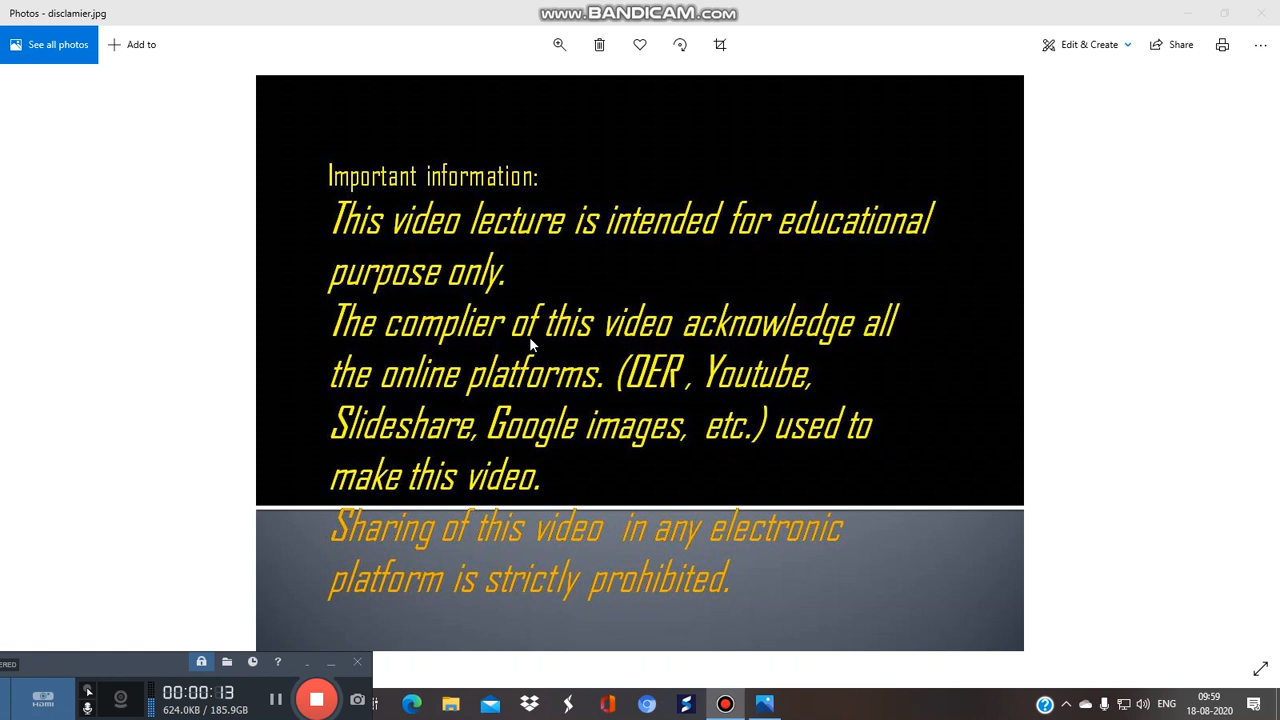 Photos - disclamier.jpg
www.BANDICAM.com
See all photos
Add to
Edit & Create
Share
Important information:
This video lecture is intended for educational
purpose only.
The complier of this video acknowledge all
the online platforms. (OER , Youtube,
Slideshare, Google images, etc.) used to
make this video.
Sharing of this video in any electronic
platform is strictly prohibited.
ERED
HDMI
00:00:13
624.0KB / 185.9GB
ENG
09:59
18-08-2020